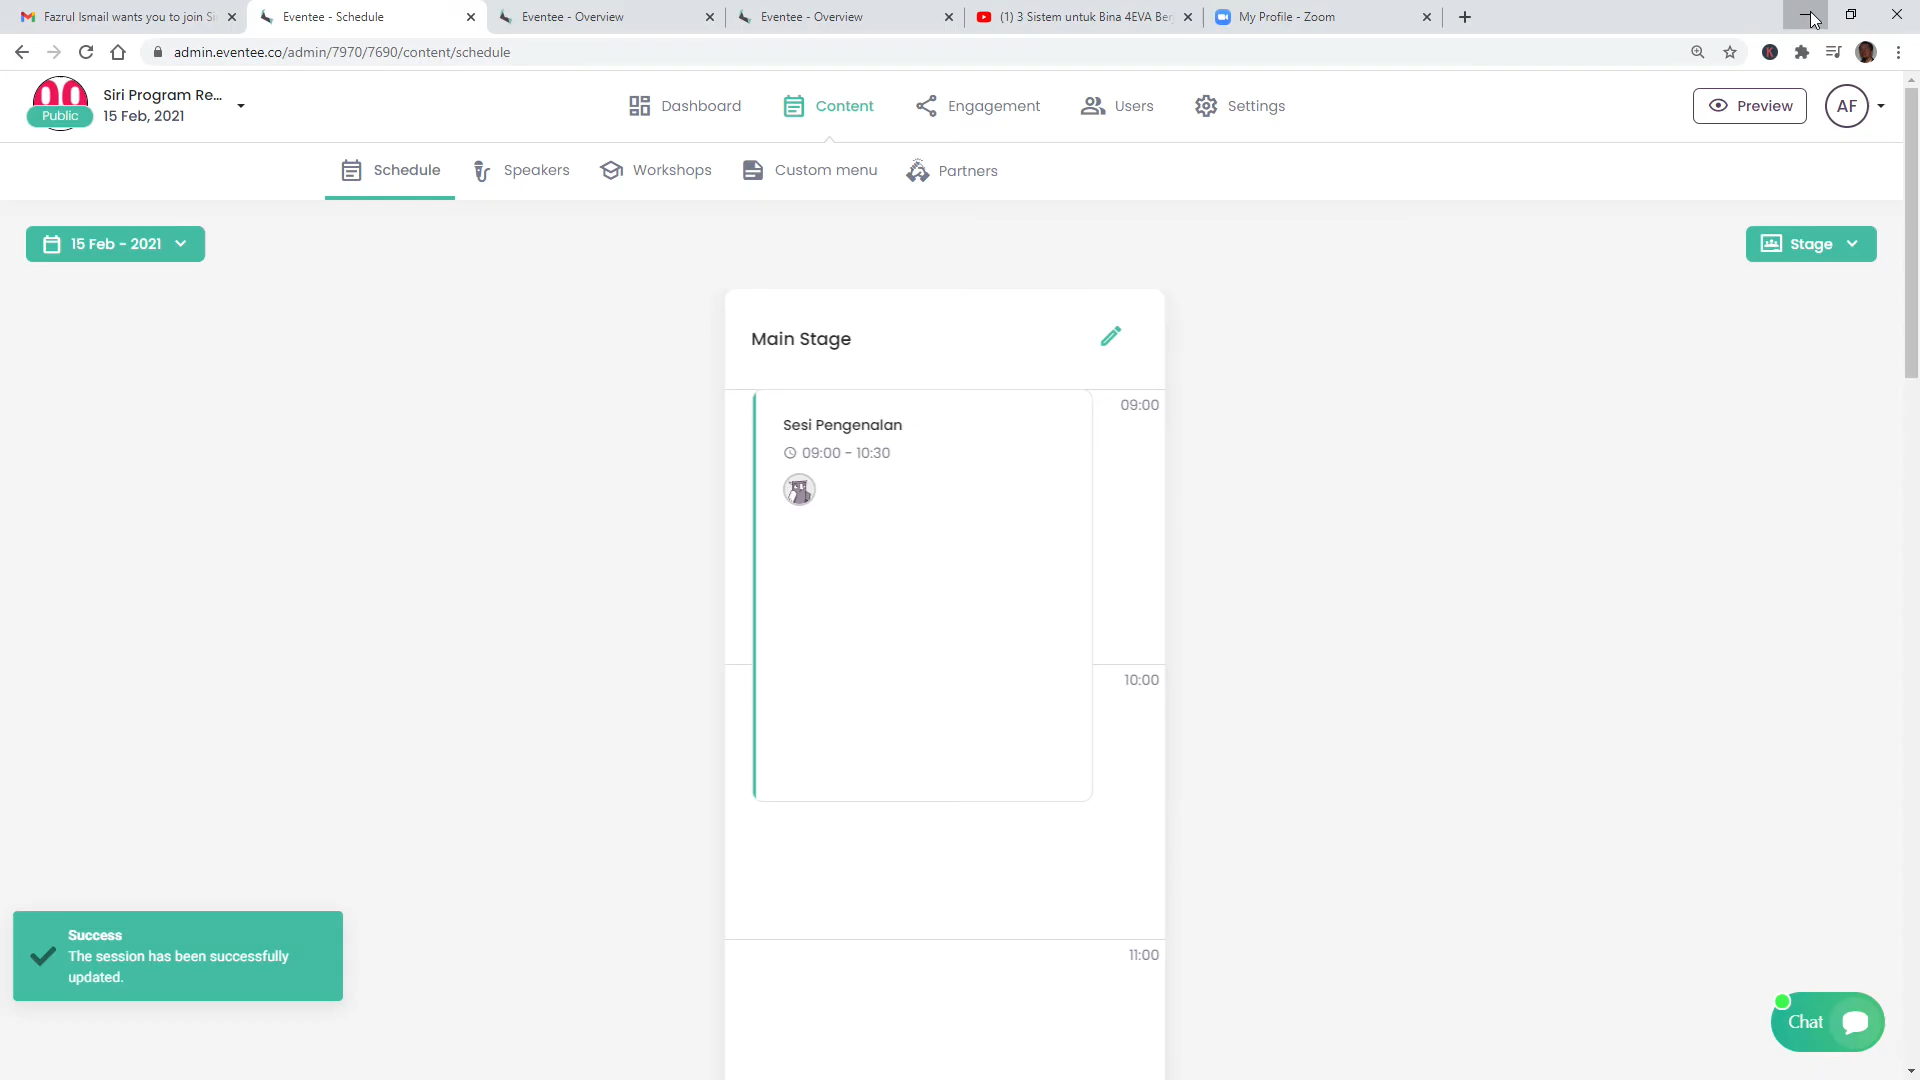 Fazrul Ismail wants you to join Si
Eventee - Schedule
Eventee - Overview
Eventee - Overview
(1) 3 Sistem untuk Bina 4EVA Ber
My Profile - Zoom
admin.eventee.co/admin/7970/7690/content/schedule
K
Siri Program Re...
15 Feb, 2021
Public
Dashboard
Content
Engagement
Users
Settings
Preview
AF
Schedule
Speakers
Workshops
Custom menu
Partners
15 Feb - 2021
Stage
Main Stage
09:00
Sesi Pengenalan
09:00 - 10:30
10:00
11:00
Success
The session has been successfully
updated.
Chat